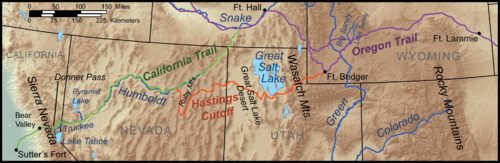 0 50 100 150 Miles
0 75 150 225 Kilometers
Ft. Hall
Snake
Big Sandy
Oregon Trail
Ft. Laramie
CALIFORNIA
Donner Pass
California Trail
Great
Salt
Lake
WYOMING
Ft. Bridger
Pyramid
Lake
Humboldt
Ruby Mts.
Hastings
Cutoff
Great Salt Lake
Desert
Wasatch Mts.
Sierra Nevada
Bear
Valley
Truckee
Lake Tahoe
NEVADA
UTAH
Green
Colorado
Rocky Mountains
Sutter's Fort